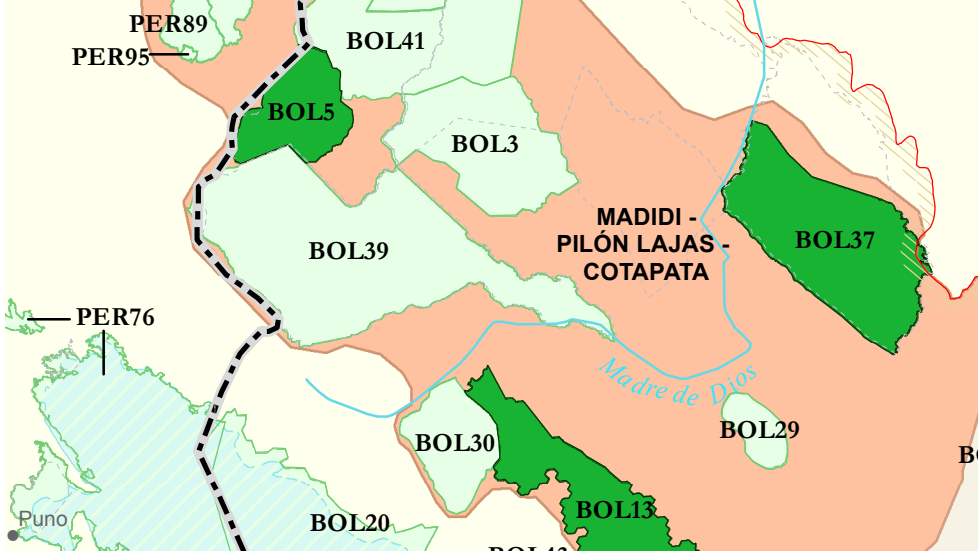 PER89
BOL41
PER95
BOL5
BOL3
MADIDI -
PILÓN LAJAS -
COTAPATA
BOL37
BOL39
PER76
Madre de Dios
BOL29
BOL30
BOL13
Puno
BOL20